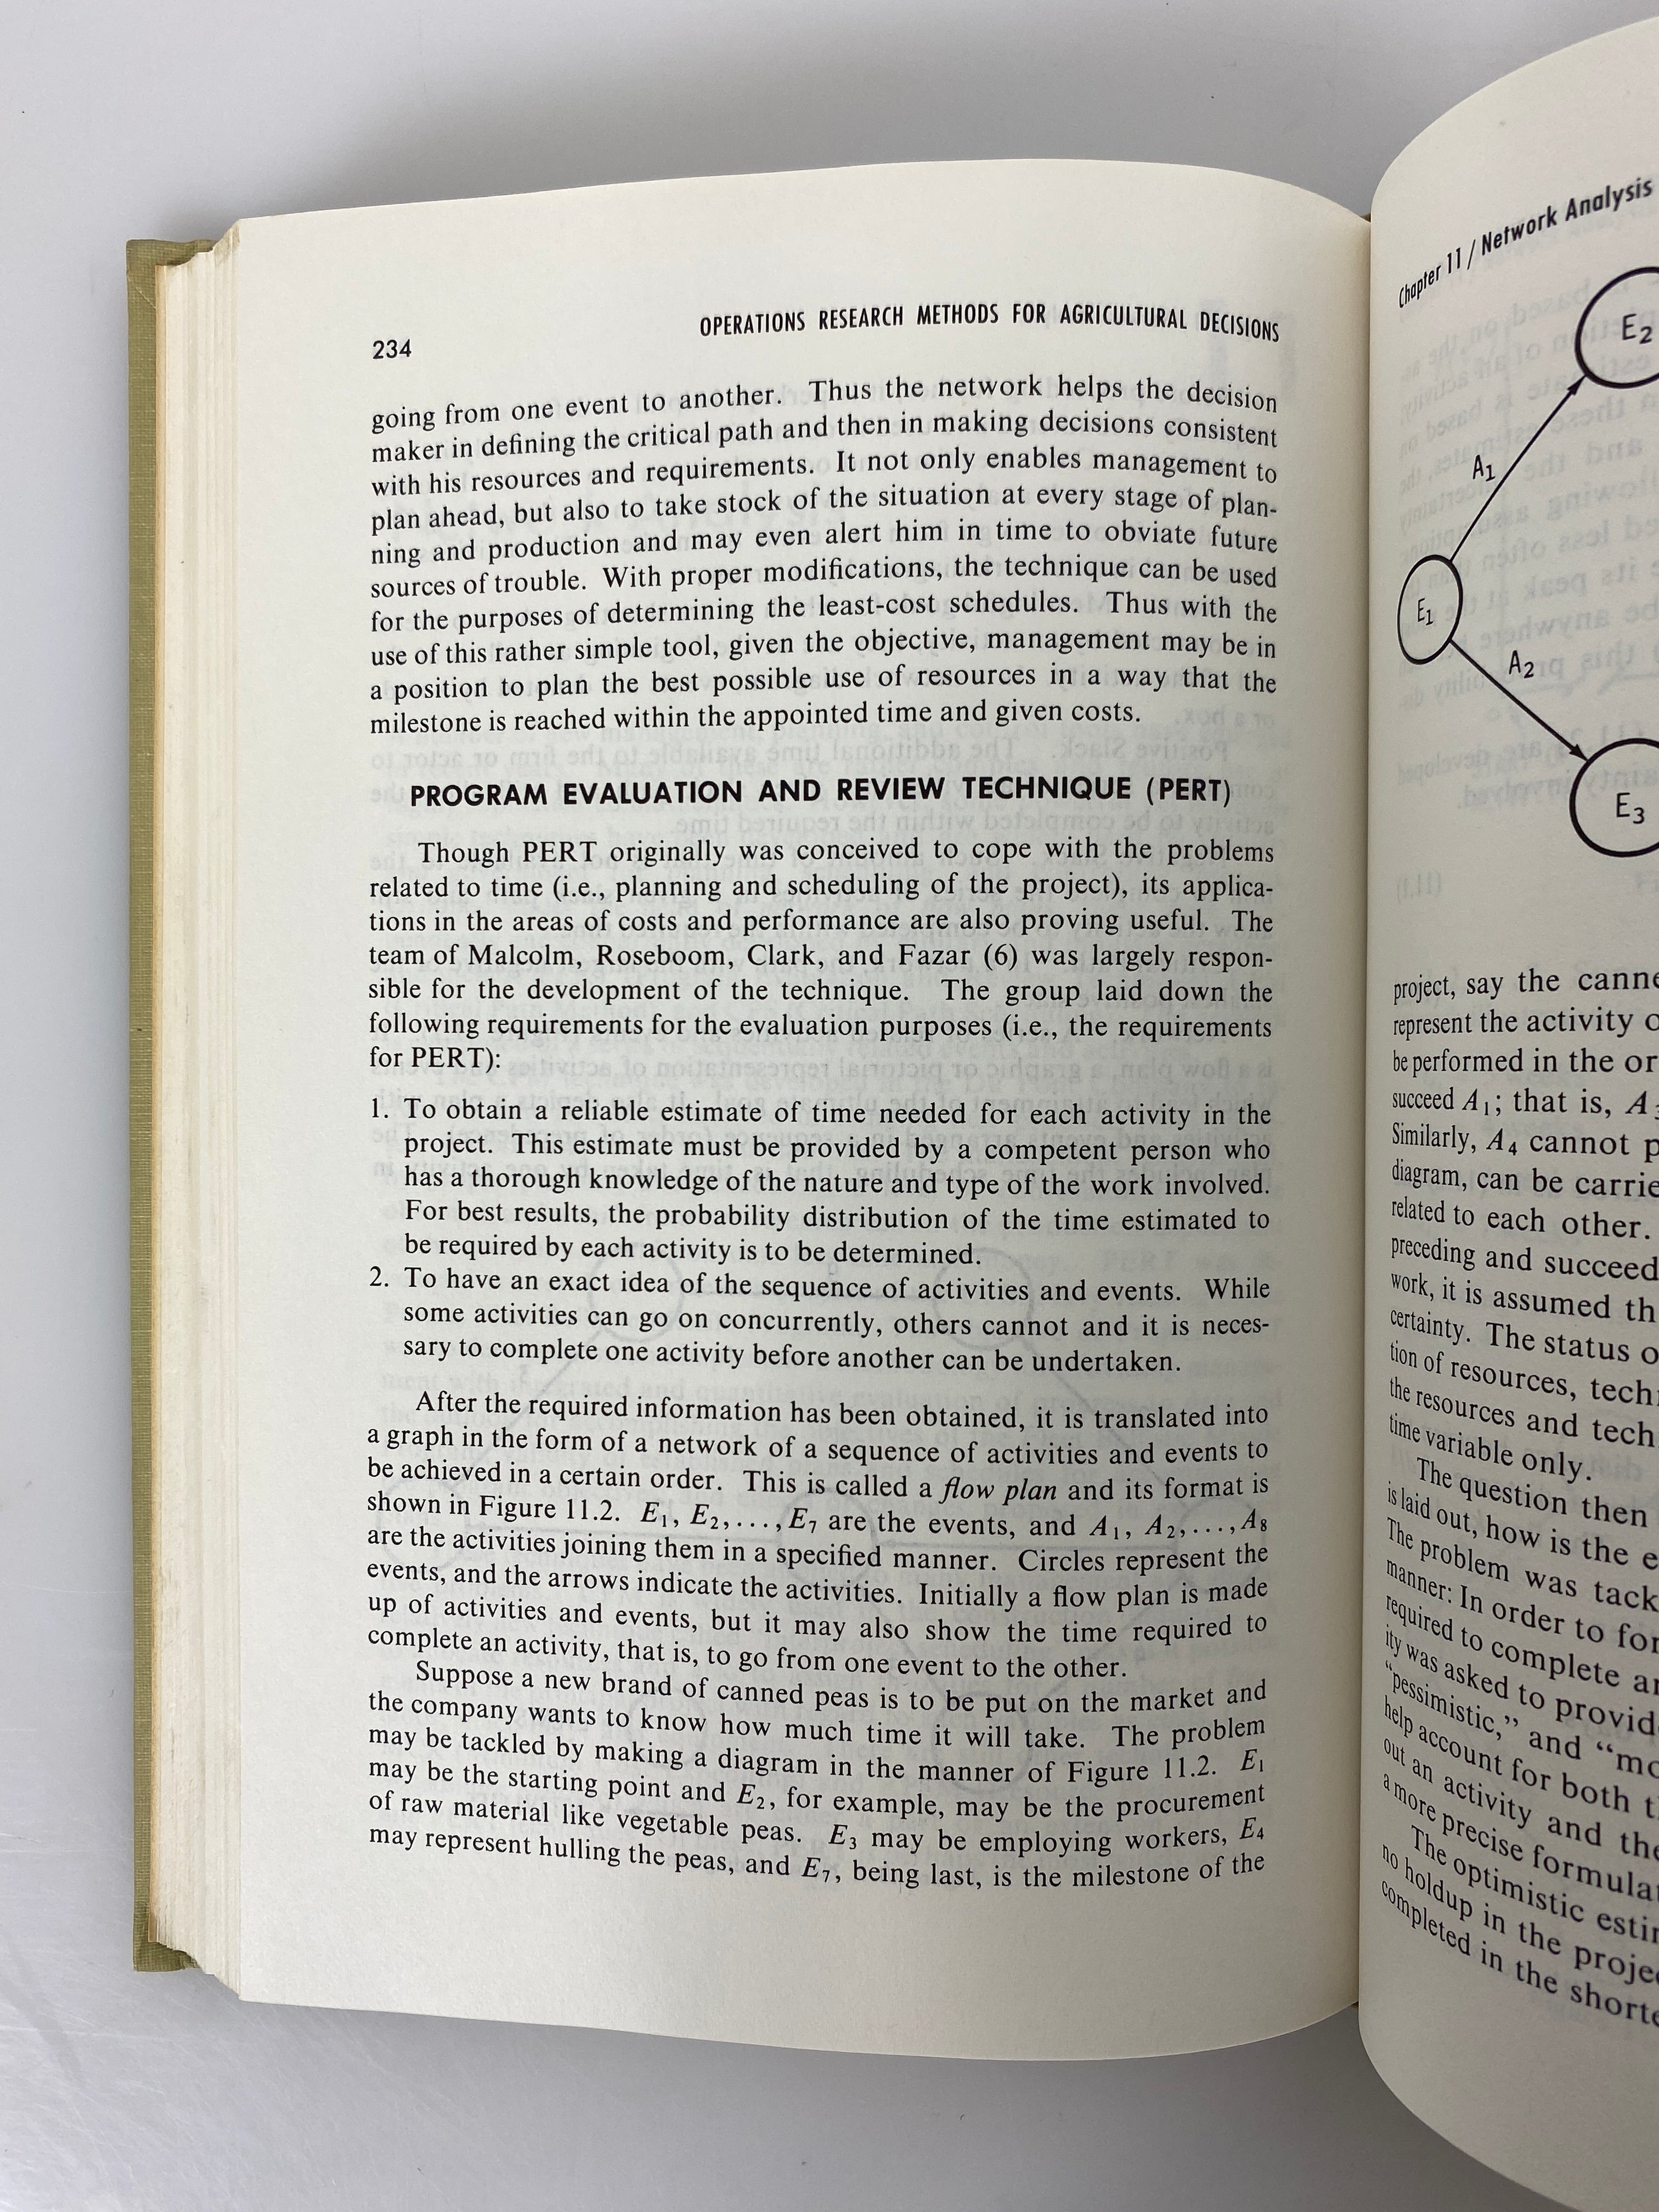 234
OPERATIONS RESEARCH METHODS FOR AGRICULTURAL DECISIONS
going from one event to another. Thus the network helps the decision
maker in defining the critical path and then in making decisions consistent
with his resources and requirements. It not only enables management to
plan ahead, but also to take stock of the situation at every stage of plan-
ning and production and may even alert him in time to obviate future
sources of trouble. With proper modifications, the technique can be used
for the purposes of determining the least-cost schedules. Thus with the
use of this rather simple tool, given the objective, management may be in
a position to plan the best possible use of resources in a way that the
milestone is reached within the appointed time and given costs.
PROGRAM EVALUATION AND REVIEW TECHNIQUE (PERT)
Though PERT originally was conceived to cope with the problems
related to time (i.e., planning and scheduling of the project), its applica-
tions in the areas of costs and performance are also proving useful. The
team of Malcolm, Roseboom, Clark, and Fazar (6) was largely respon-
sible for the development of the technique. The group laid down the
following requirements for the evaluation purposes (i.e., the requirements
for PERT):
1. To obtain a reliable estimate of time needed for each activity in the
project. This estimate must be provided by a competent person who
has a thorough knowledge of the nature and type of the work involved.
For best results, the probability distribution of the time estimated to
be required by each activity is to be determined.
2. To have an exact idea of the sequence of activities and events. While
some activities can go on concurrently, others cannot and it is neces-
sary to complete one activity before another can be undertaken.
After the required information has been obtained, it is translated into
a graph in the form of a network of a sequence of activities and events to
be achieved in a certain order. This is called a flow plan and its format is
shown in Figure 11.2. E₁, E₂,...,E₇ are the events, and A₁, A₂,...,A₈
are the activities joining them in a specified manner. Circles represent the
events, and the arrows indicate the activities. Initially a flow plan is made
up of activities and events, but it may also show the time required to
complete an activity, that is, to go from one event to the other.
Suppose a new brand of canned peas is to be put on the market and
the company wants to know how much time it will take. The problem
may be tackled by making a diagram in the manner of Figure 11.2. E₁
may be the starting point and E₂, for example, may be the procurement
of raw material like vegetable peas. E₃ may be employing workers, E₄
may represent hulling the peas, and E₇, being last, is the milestone of the
Chapter 11 / Network Analysis
E₂
A₁
E₁
A₂
E₃
project, say the
represent the activity
be performed in the
succeed A₁; that is,
Similarly, A₄ cannot
diagram, can be
related to each other.
preceding and
work, it is assumed
certainty. The status
tion of resources,
the resources and
time variable only.
The question then
is laid out, how is the
The problem was
manner: In order to
required to complete
ity was asked to
"pessimistic," and
help account for both
out an activity and
a more precise
The optimistic
no holdup in the
completed in the